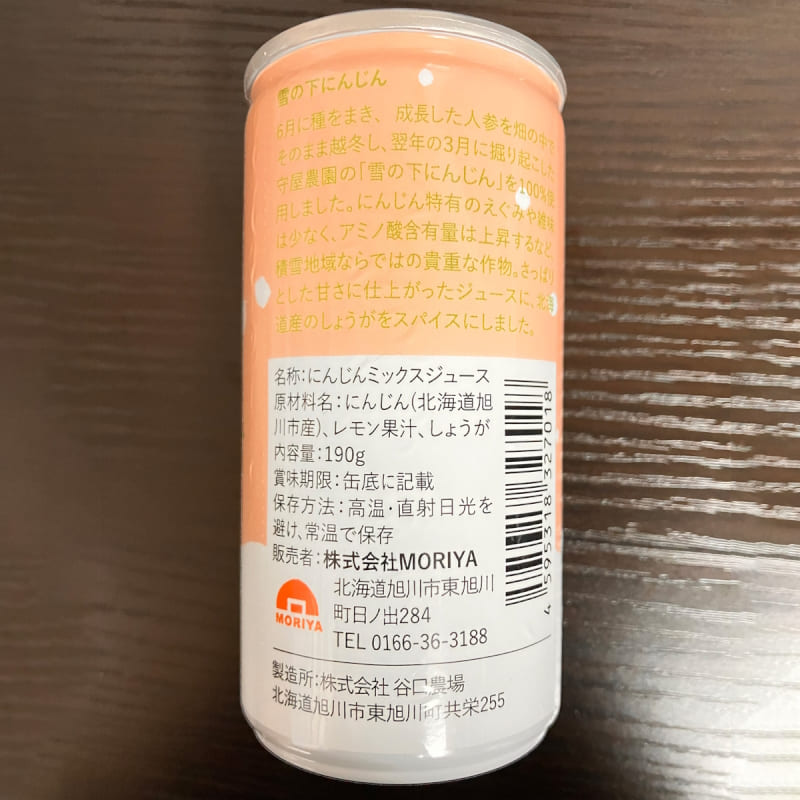 雪の下にんじん
6月に種をまき、成長した人参を畑の中で
そのまま越冬し、翌年の3月に掘り起こした
守屋農園の「雪の下にんじん」を100%使
用しました。にんじん特有のえぐみや雑味
は少なく、アミノ酸含有量は上昇するなど、
積雪地域ならではの貴重な作物。さっぱり
とした甘さに仕上がったジュースに、北海
道産のしょうがをスパイスにしました。
名称:にんじんミックスジュース
原材料名:にんじん(北海道旭
川市産)、レモン果汁、しょうが
内容量:190g
賞味期限:缶底に記載
保存方法:高温・直射日光を
避け、常温で保存
販売者:株式会社MORIYA
北海道旭川市東旭川
町日ノ出284
TEL 0166-36-3188
MORIYA
製造所:株式会社 谷口農場
北海道旭川市東旭川町共栄255
4595318327018